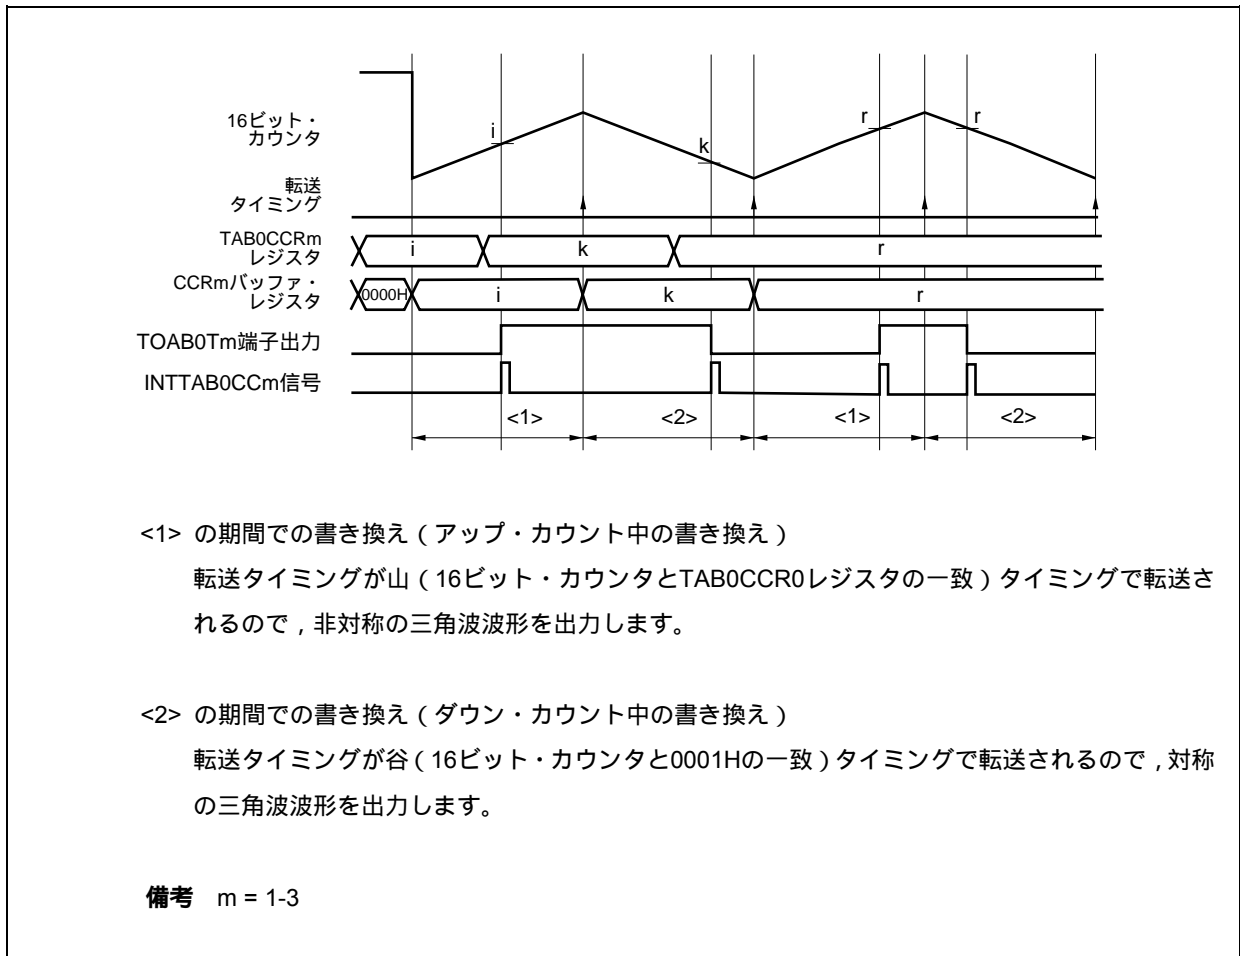 16ビット・
カウンタ
i
k
r
r
転送
タイミング
TAB0CCRm
レジスタ
i
k
r
CCRmバッファ・
レジスタ
0000H
i
k
r
TOAB0Tm端子出力
INTTAB0CCm信号
<1>
<2>
<1>
<2>
<1> の期間での書き換え（アップ・カウント中の書き換え）
転送タイミングが山（16ビット・カウンタとTAB0CCR0レジスタの一致）タイミングで転送さ
れるので，非対称の三角波波形を出力します。
<2> の期間での書き換え（ダウン・カウント中の書き換え）
転送タイミングが谷（16ビット・カウンタと0001Hの一致）タイミングで転送されるので，対称
の三角波波形を出力します。
備考 m = 1-3